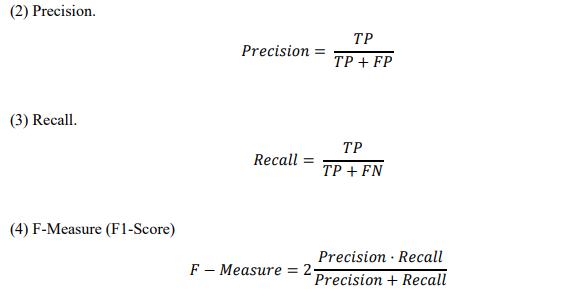 (2) Precision.
Precision = TP / TP + FP
(3) Recall.
Recall = TP / TP + FN
(4) F-Measure (F1-Score)
F − Measure = 2 Precision · Recall / Precision + Recall